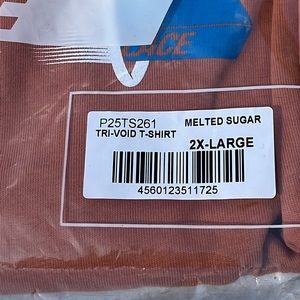 P25TS261 MELTED SUGAR
TRI-VOID T-SHIRT
2X-LARGE
4560123511725